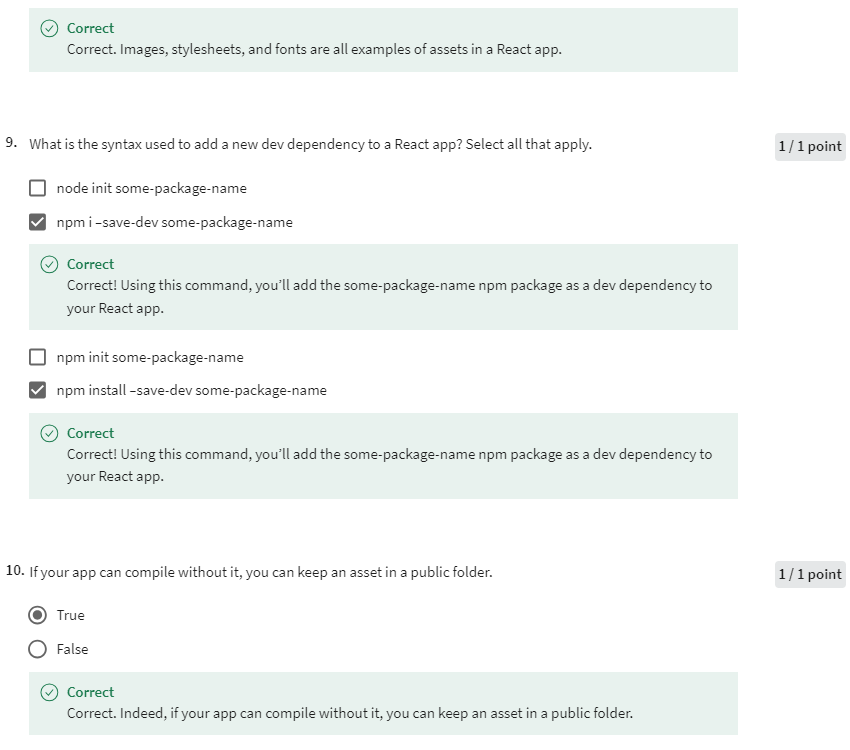 Correct
Correct. Images, stylesheets, and fonts are all examples of assets in a React app.
9. What is the syntax used to add a new dev dependency to a React app? Select all that apply.
1 / 1 point
node init some-package-name
npm i –save-dev some-package-name
Correct
Correct! Using this command, you’ll add the some-package-name npm package as a dev dependency to
your React app.
npm init some-package-name
npm install –save-dev some-package-name
Correct
Correct! Using this command, you’ll add the some-package-name npm package as a dev dependency to
your React app.
10. If your app can compile without it, you can keep an asset in a public folder.
1 / 1 point
True
False
Correct
Correct. Indeed, if your app can compile without it, you can keep an asset in a public folder.